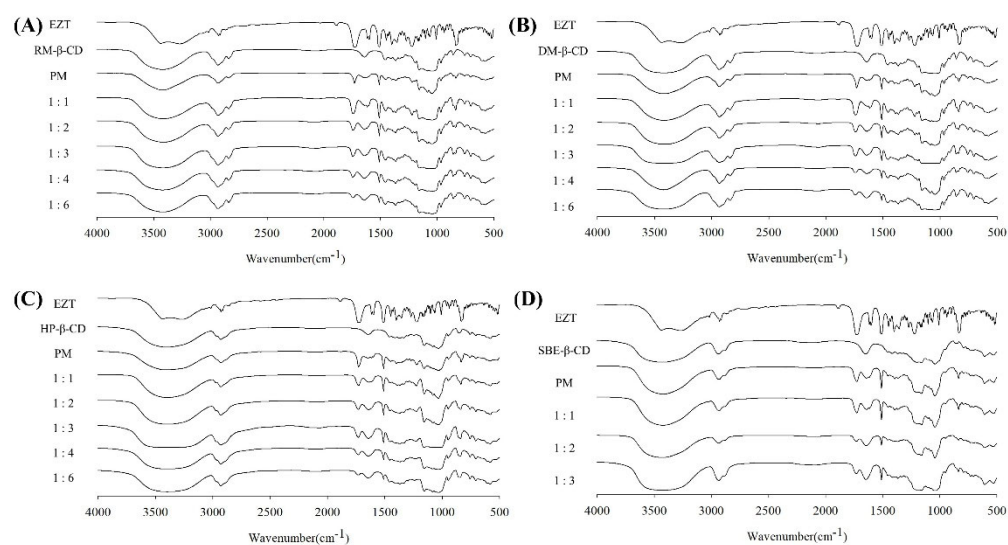 (A)
EZT
RM-β-CD
PM
1 : 1
1 : 2
1 : 3
1 : 4
1 : 6
4000 3500 3000 2500 2000 1500 1000 500
Wavenumber(cm-1)
(B)
EZT
DM-β-CD
PM
1 : 1
1 : 2
1 : 3
1 : 4
1 : 6
4000 3500 3000 2500 2000 1500 1000 500
Wavenumber(cm-1)
(C)
EZT
HP-β-CD
PM
1 : 1
1 : 2
1 : 3
1 : 4
1 : 6
4000 3500 3000 2500 2000 1500 1000 500
Wavenumber(cm-1)
(D)
EZT
SBE-β-CD
PM
1 : 1
1 : 2
1 : 3
4000 3500 3000 2500 2000 1500 1000 500
Wavenumber(cm-1)